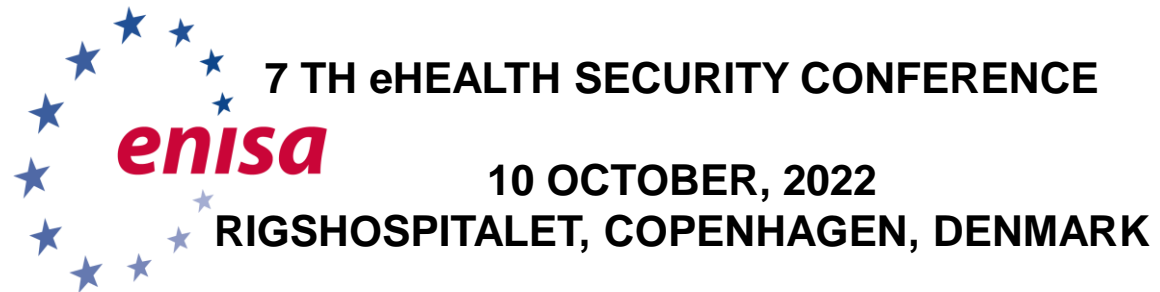 7 TH eHEALTH SECURITY CONFERENCE
enisa
10 OCTOBER, 2022
RIGSHOSPITALET, COPENHAGEN, DENMARK